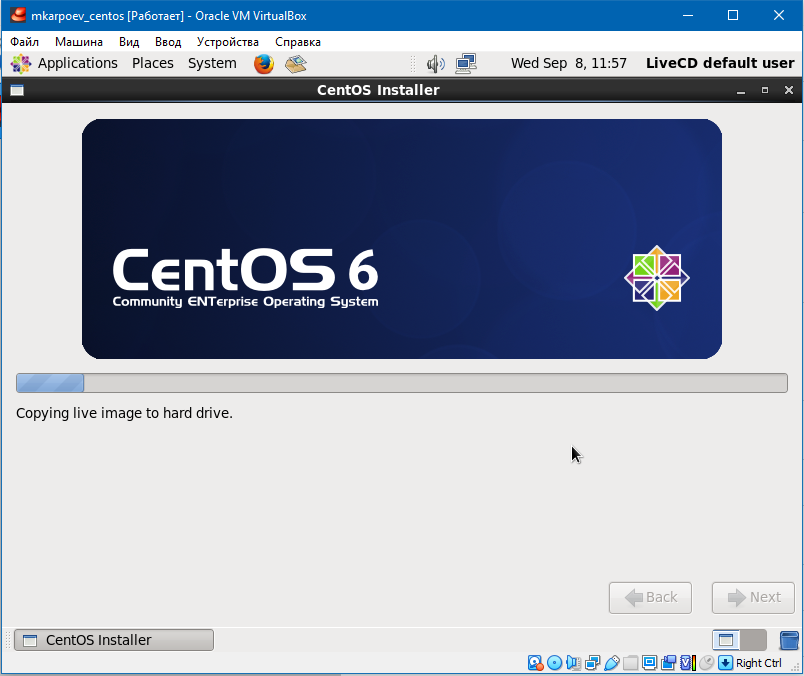 mkarpoev_centos [Работает] - Oracle VM VirtualBox
Файл Машина Вид Ввод Устройства Справка
Applications Places System Wed Sep 8, 11:57 LiveCD default user
CentOS Installer
CentOS 6
Community ENTerprise Operating System
Copying live image to hard drive.
Back Next
CentOS Installer
Right Ctrl